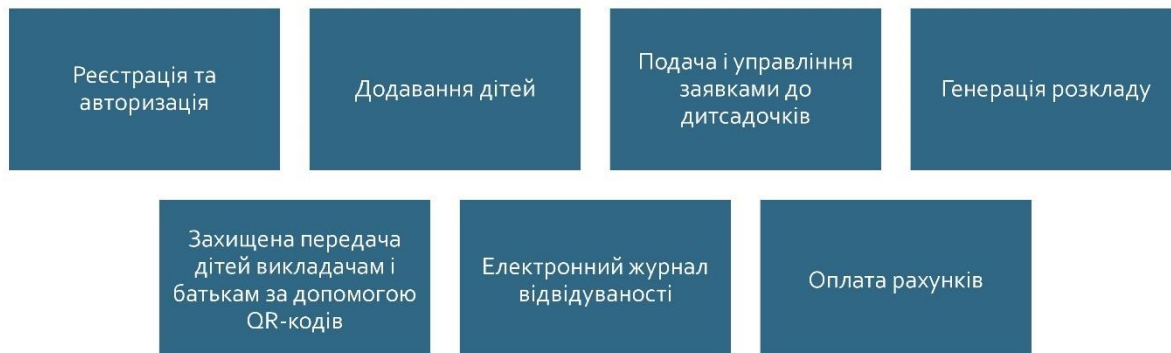 Реєстрація та
авторизація
Додавання дітей
Подача і управління
заявками до
дитсадочків
Генерація розкладу
Захищена передача
дітей викладачам і
батькам за допомогою
QR-кодів
Електронний журнал
відвідуваності
Оплата рахунків